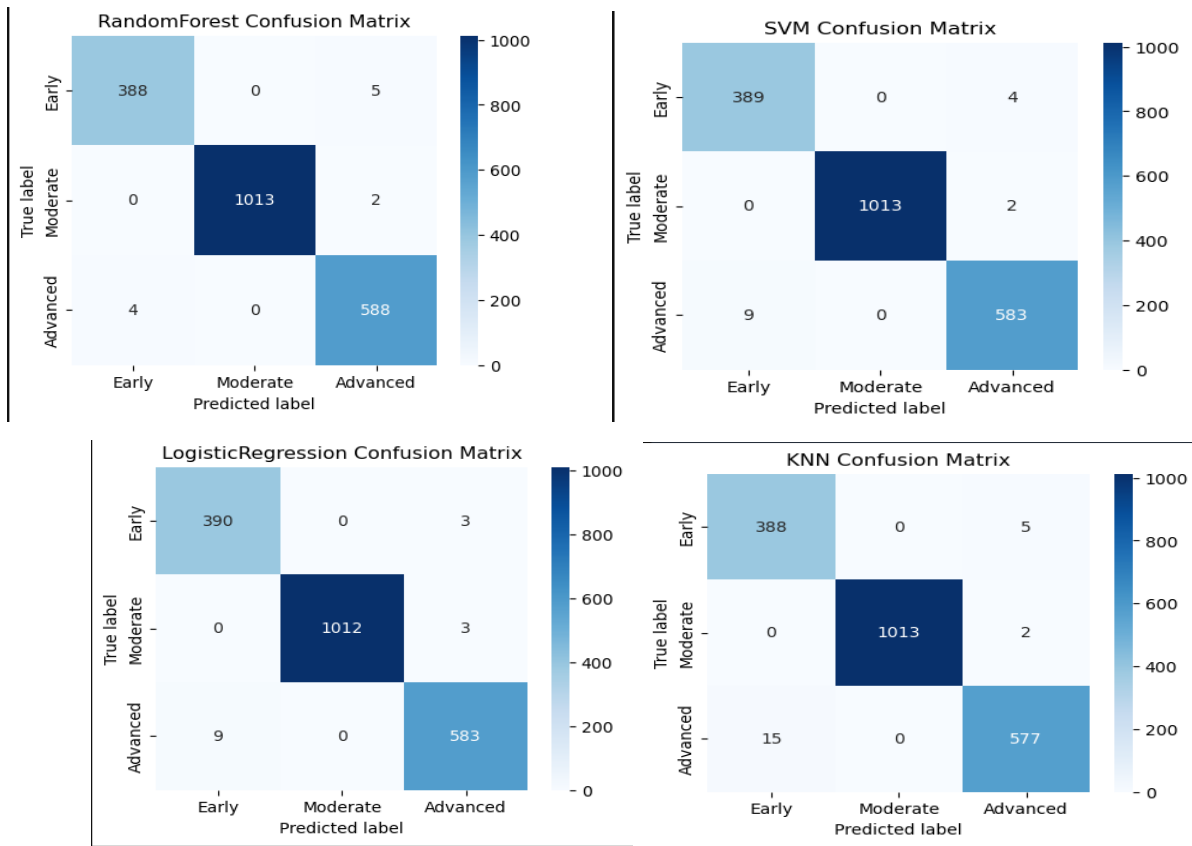 RandomForest Confusion Matrix
Early
388 0 5
True label
Moderate
0 1013 2
Advanced
4 0 588
Early Moderate Advanced
Predicted label
1000
800
600
400
200
0
SVM Confusion Matrix
Early
389 0 4
True label
Moderate
0 1013 2
Advanced
9 0 583
Early Moderate Advanced
Predicted label
1000
800
600
400
200
0
LogisticRegression Confusion Matrix
Early
390 0 3
True label
Moderate
0 1012 3
Advanced
9 0 583
Early Moderate Advanced
Predicted label
1000
800
600
400
200
0
KNN Confusion Matrix
Early
388 0 5
True label
Moderate
0 1013 2
Advanced
15 0 577
Early Moderate Advanced
Predicted label
1000
800
600
400
200
0